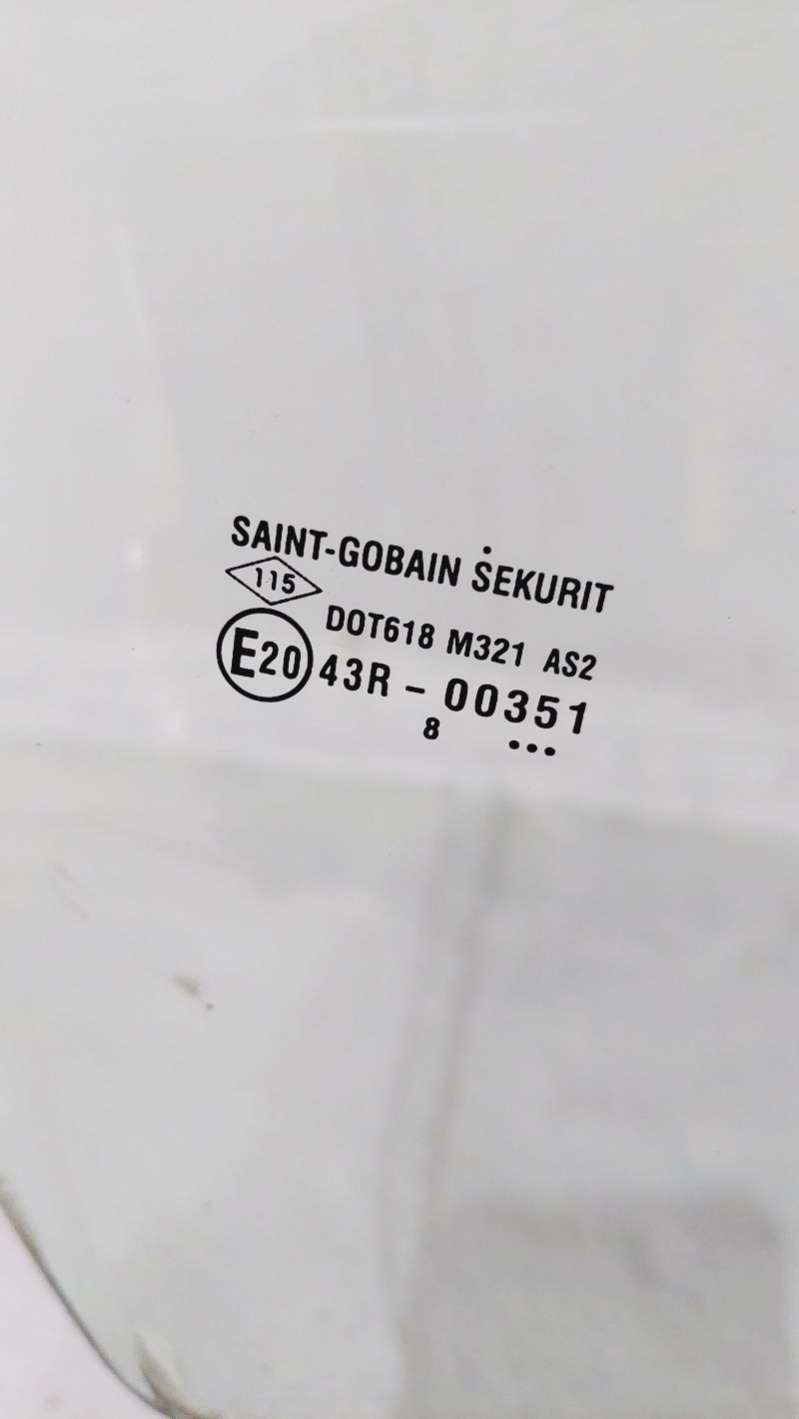 SAINT-GOBAIN SEKURIT
115
DOT618 M321 AS2
E20 43R - 00351
8 •••